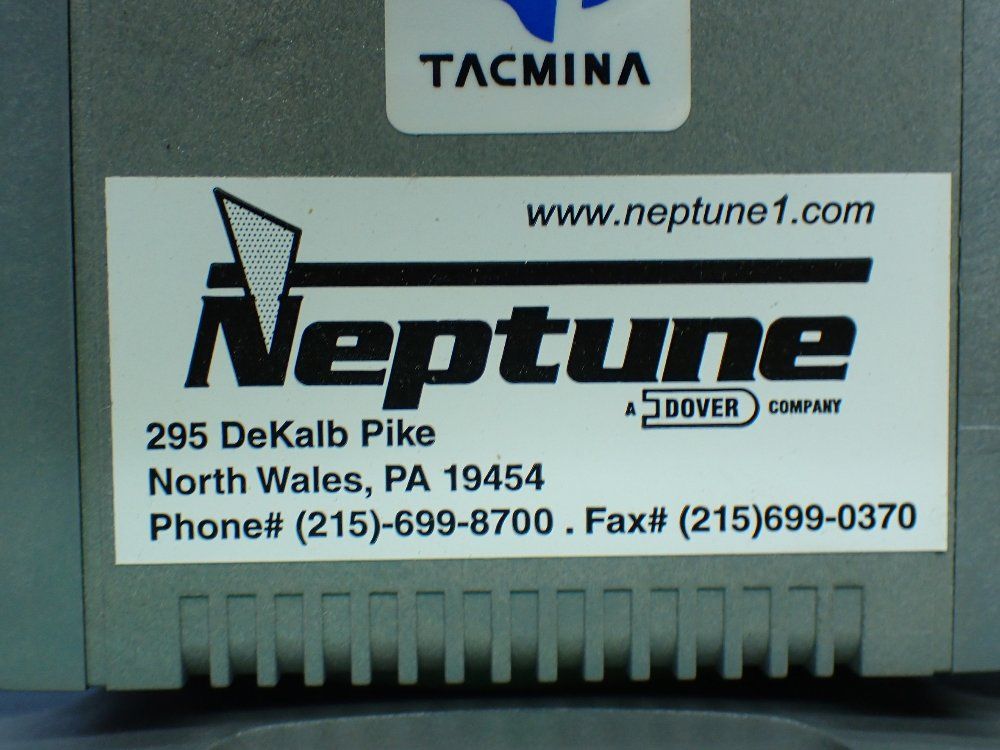 TACMINA
www.neptune1.com
Neptune
A DOVER COMPANY
295 DeKalb Pike
North Wales, PA 19454
Phone# (215)-699-8700 . Fax# (215)699-0370